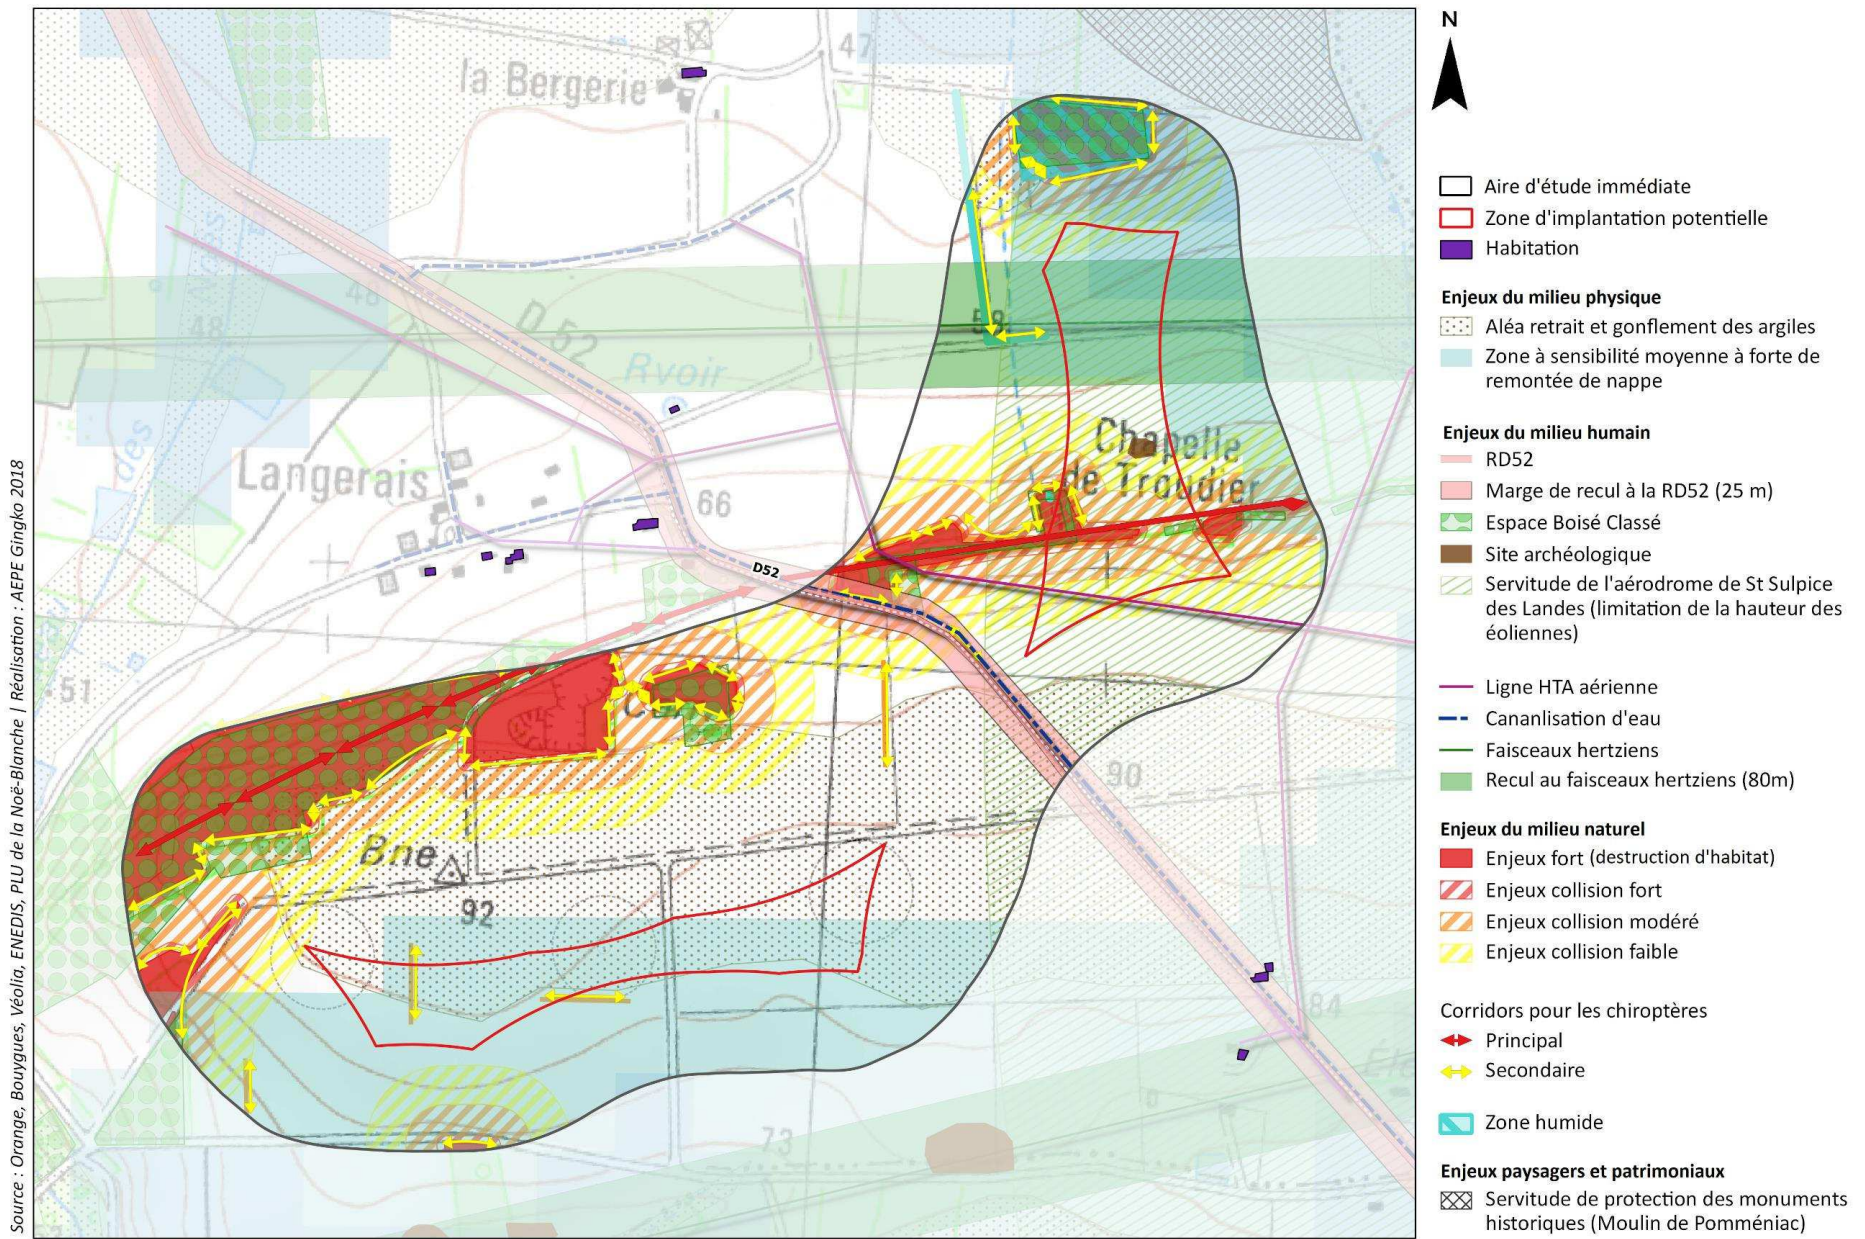 la Bergerie
47
D 52
48
48
Rvoir
58
Langerais
66
Chapelle
de Troudier
D52
51
des
la
90
Bne
92
84
73
Source : Orange, Bouygues, Véolia, ENEDIS, PLU de la Noë-Blanche | Réalisation : AEPE Gingko 2018
N
Aire d'étude immédiate
Zone d'implantation potentielle
Habitation
Enjeux du milieu physique
Aléa retrait et gonflement des argiles
Zone à sensibilité moyenne à forte de
remontée de nappe
Enjeux du milieu humain
RD52
Marge de recul à la RD52 (25 m)
Espace Boisé Classé
Site archéologique
Servitude de l'aérodrome de St Sulpice
des Landes (limitation de la hauteur des
éoliennes)
Ligne HTA aérienne
Cananlisation d'eau
Faisceaux hertziens
Recul au faisceaux hertziens (80m)
Enjeux du milieu naturel
Enjeux fort (destruction d'habitat)
Enjeux collision fort
Enjeux collision modéré
Enjeux collision faible
Corridors pour les chiroptères
Principal
Secondaire
Zone humide
Enjeux paysagers et patrimoniaux
Servitude de protection des monuments
historiques (Moulin de Pomméniac)